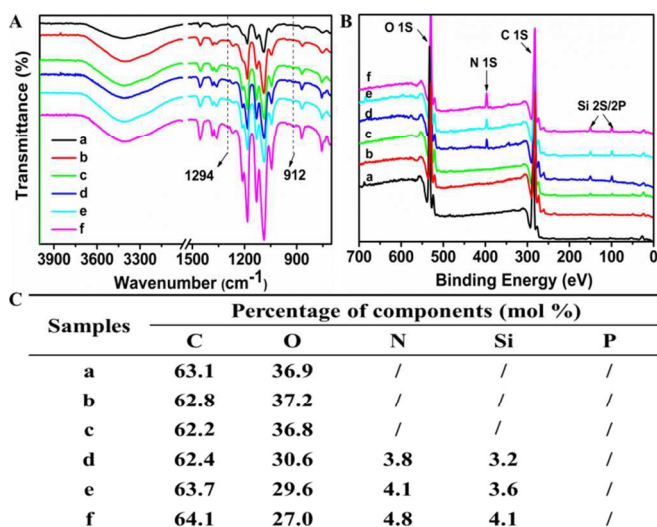 A
Transmittance (%)
a
b
c
d
e
f
1294
912
3900 3300 1500 1200 900
Wavenumber (cm-1)
B
O 1S
C 1S
N 1S
Si 2S/2P
f
e
d
c
b
a
700 600 500 400 300 200 100 0
Binding Energy (eV)
C
Samples Percentage of components (mol %)
C O N Si P
a 63.1 36.9 / / /
b 62.8 37.2 / / /
c 62.2 36.8 / / /
d 62.4 30.6 3.8 3.2 /
e 63.7 29.6 4.1 3.6 /
f 64.1 27.0 4.8 4.1 /